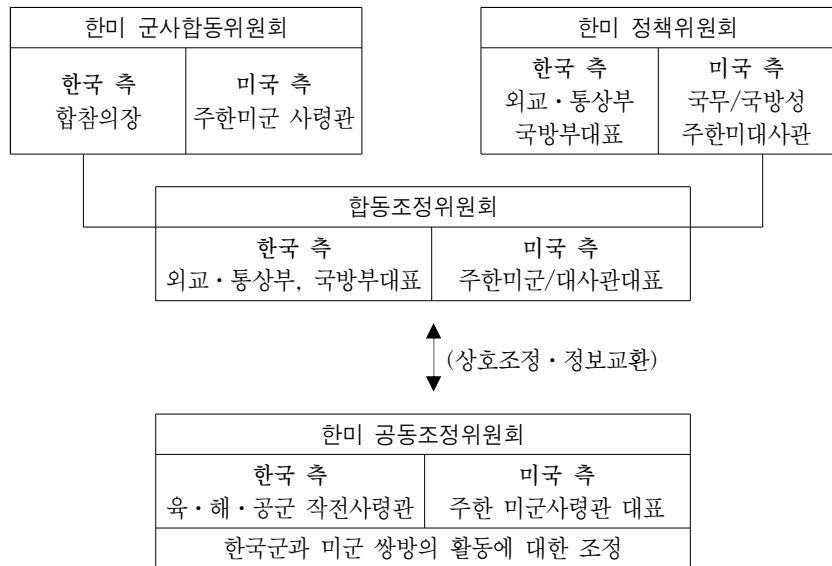 한미 군사합동위원회
한국 측
합참의장
미국 측
주한미군 사령관
한미 정책위원회
한국 측
외교・통상부
국방부대표
미국 측
국무/국방성
주한미대사관
합동조정위원회
한국 측
외교・통상부, 국방부대표
미국 측
주한미군/대사관대표
(상호조정・정보교환)
한미 공동조정위원회
한국 측
육・해・공군 작전사령관
미국 측
주한 미군사령관 대표
한국군과 미군 쌍방의 활동에 대한 조정